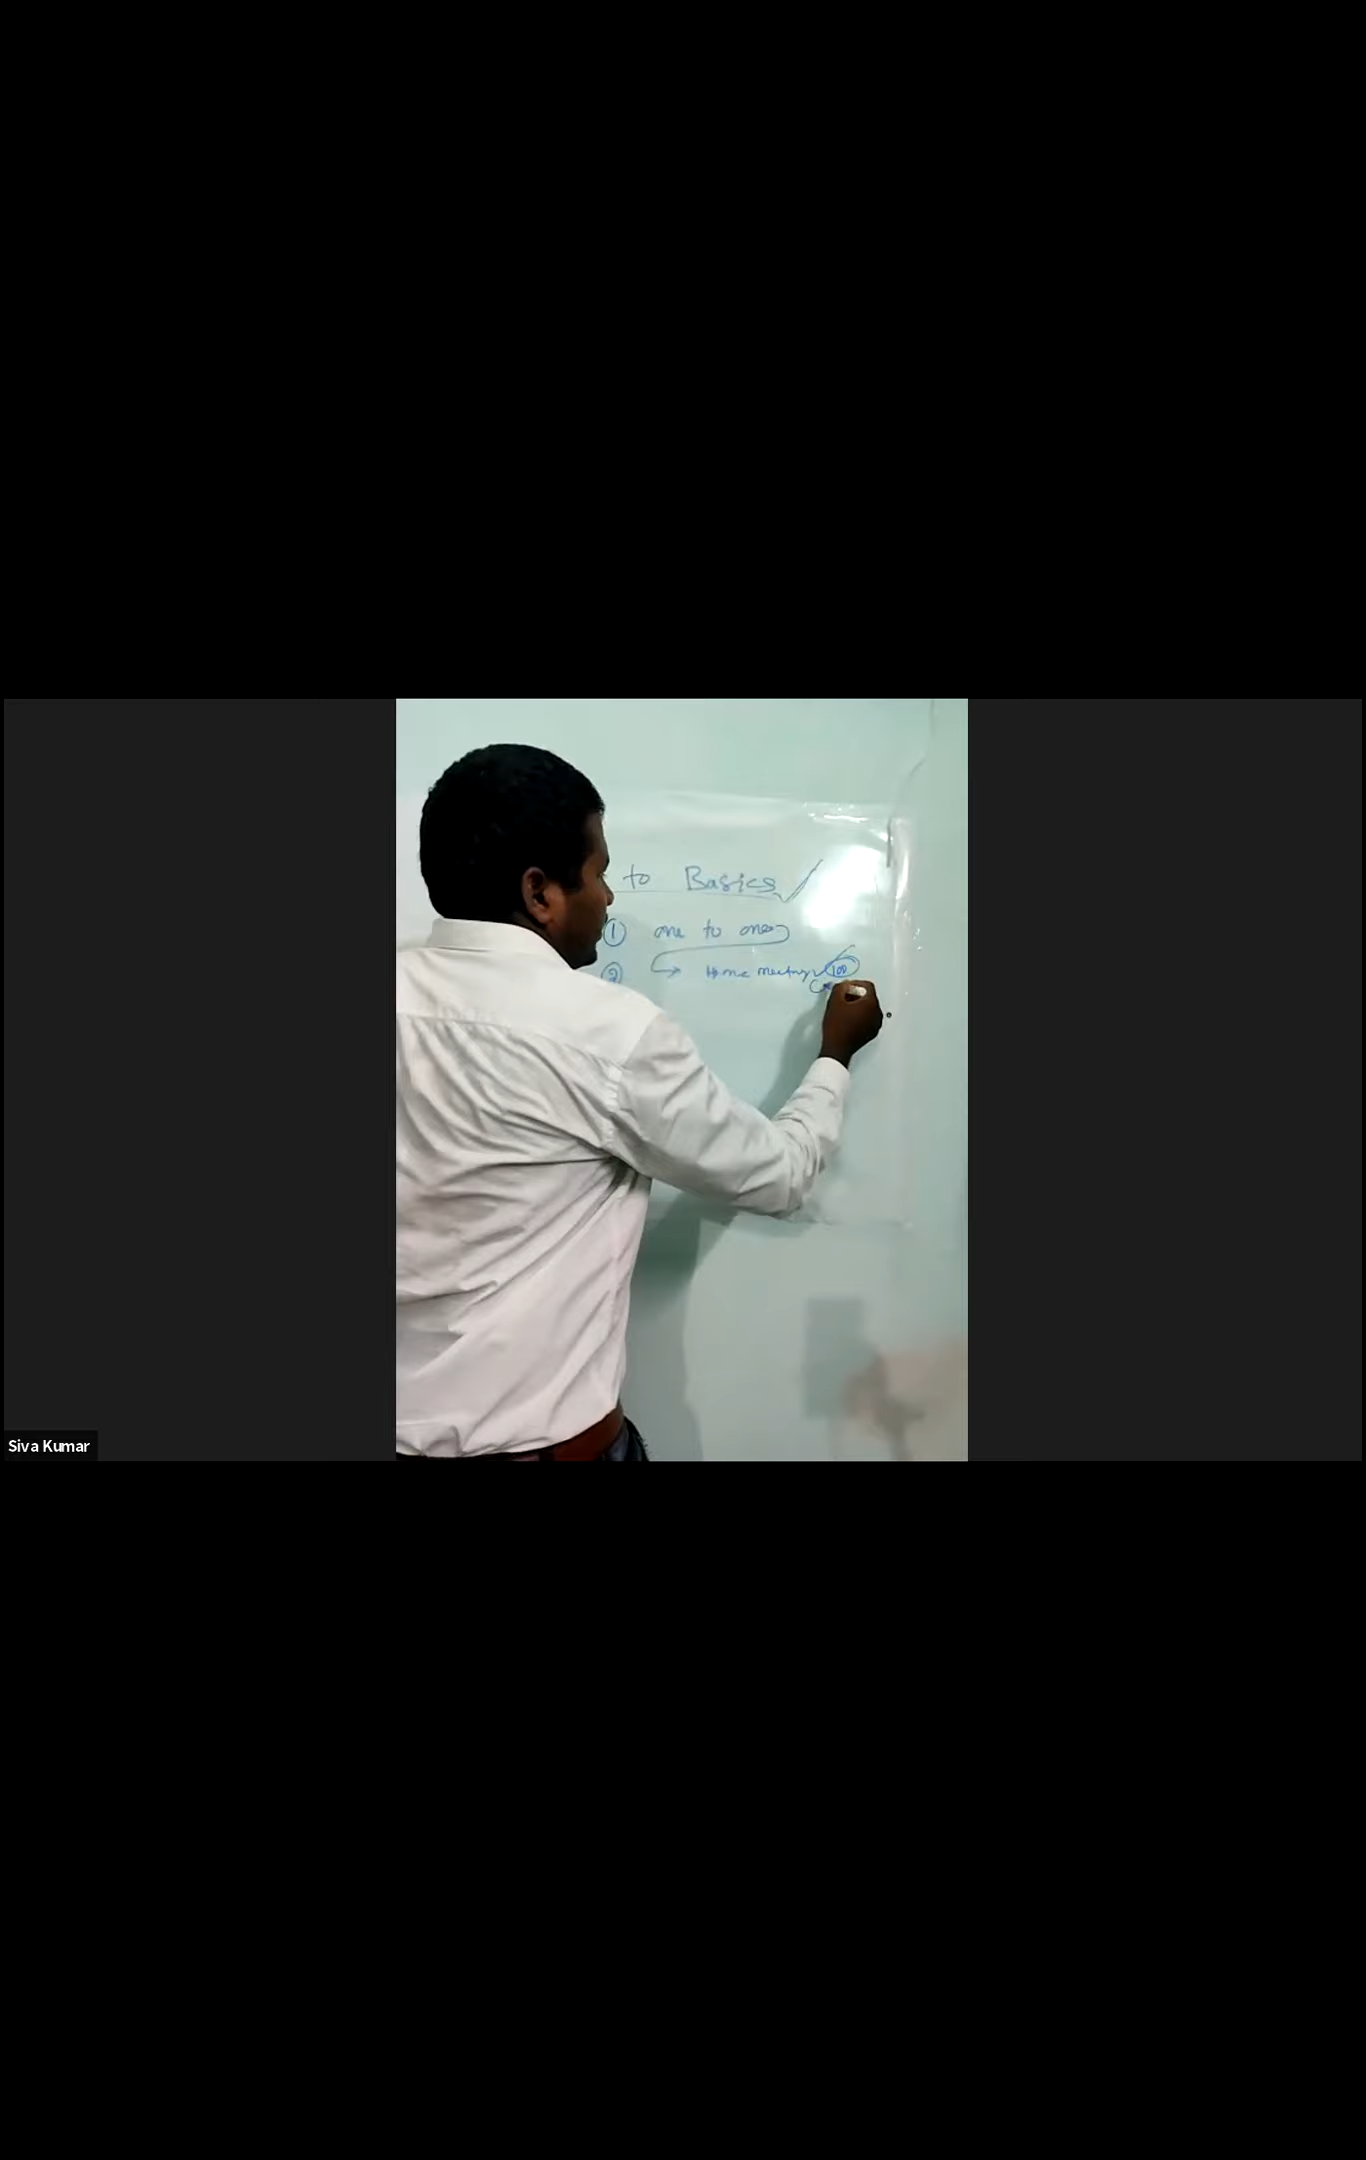 to Basics
① one to one
② → Home meeting 100
Siva Kumar